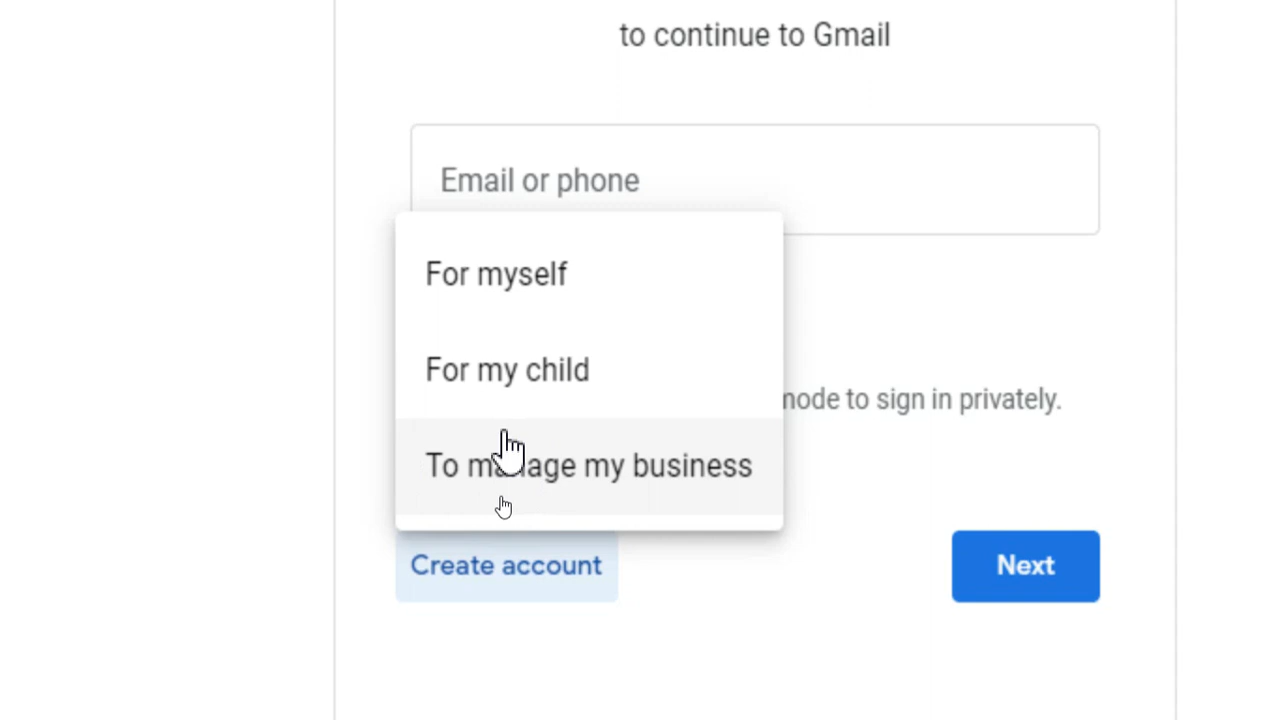 to continue to Gmail
Email or phone
For myself
For my child
mode to sign in privately.
To manage my business
Create account
Next